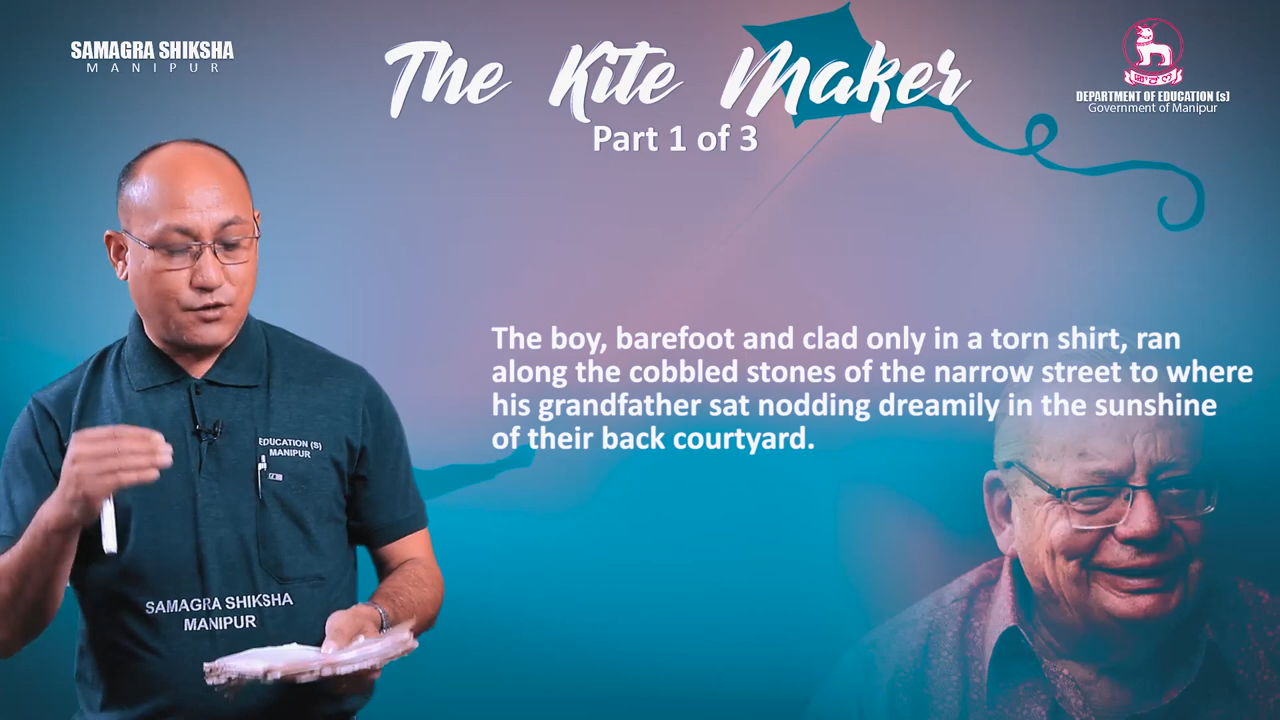 SAMAGRA SHIKSHA
MANIPUR
The Kite Maker
Part 1 of 3
DEPARTMENT OF EDUCATION (s)
Government of Manipur
The boy, barefoot and clad only in a torn shirt, ran
along the cobbled stones of the narrow street to where
his grandfather sat nodding dreamily in the sunshine
of their back courtyard.
EDUCATION (S)
MANIPUR
SAMAGRA SHIKSHA
MANIPUR